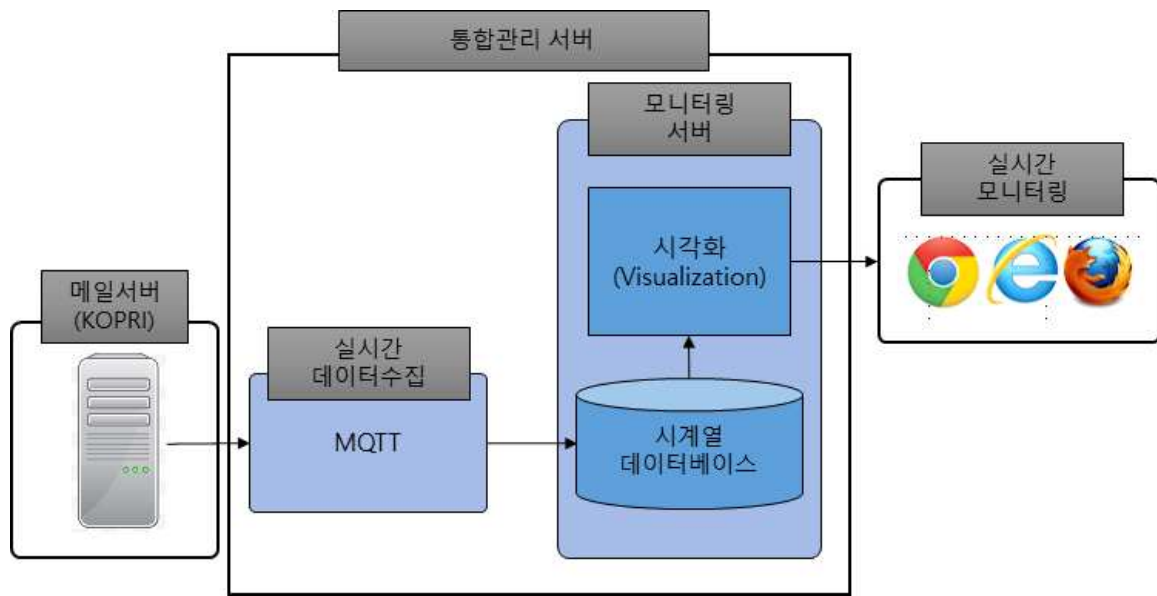 통합관리 서버
모니터링
서버
실시간
모니터링
시각화
(Visualization)
메일서버
(KOPRI)
실시간
데이터수집
MQTT
시계열
데이터베이스